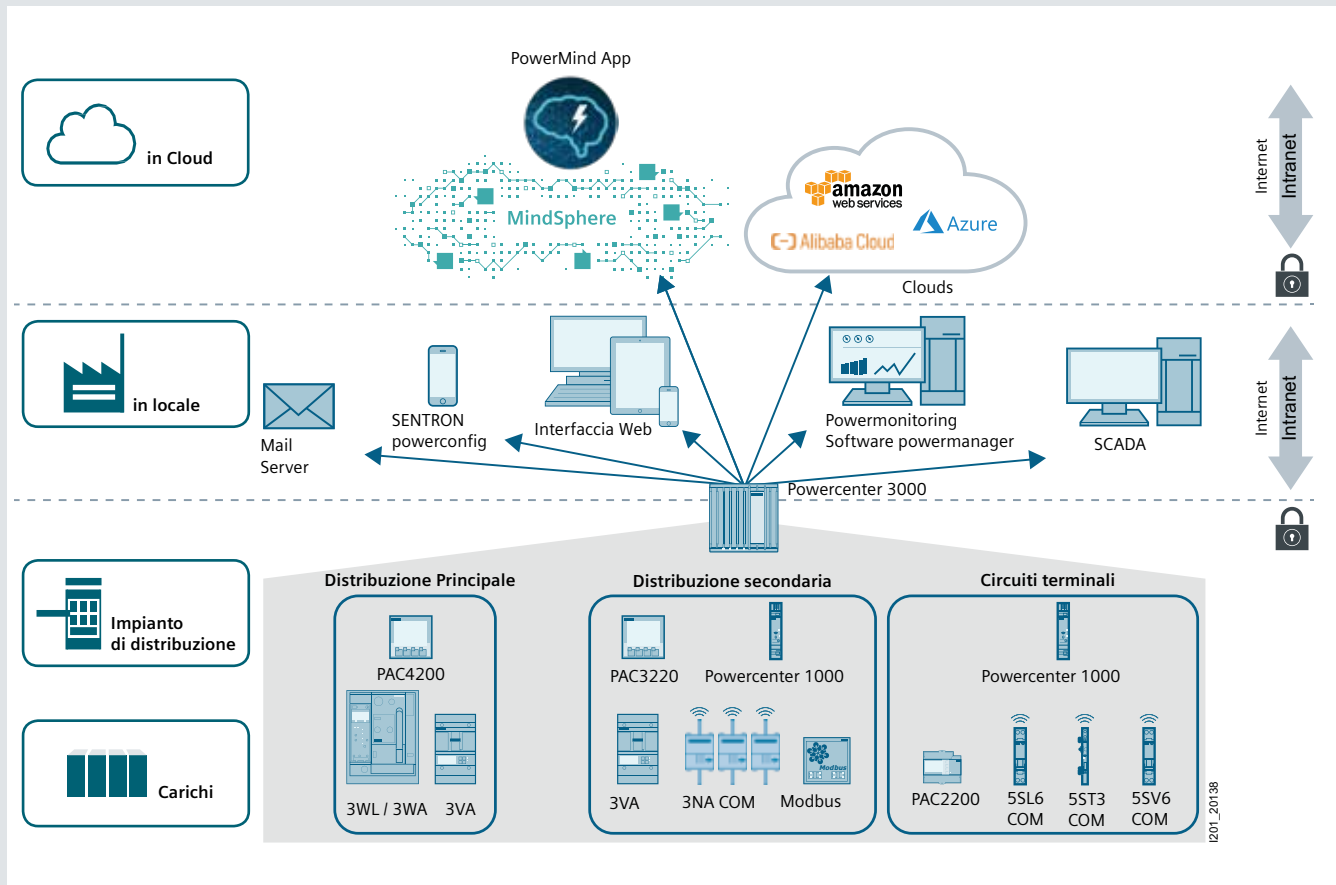 PowerMind App
in Cloud
MindSphere
amazon
web services
Azure
Alibaba Cloud
Clouds
Internet
Intranet
in locale
Mail
Server
SENTRON
powerconfig
Interfaccia Web
Powermonitoring
Software powermanager
SCADA
Internet
Intranet
Powercenter 3000
Impianto
di distribuzione
Distribuzione Principale
PAC4200
3WL / 3WA
3VA
Distribuzione secondaria
PAC3220
Powercenter 1000
3VA
3NA COM
Modbus
Modbus
Circuiti terminali
Powercenter 1000
PAC2200
5SL6
COM
5ST3
COM
5SV6
COM
Carichi
I201_20138